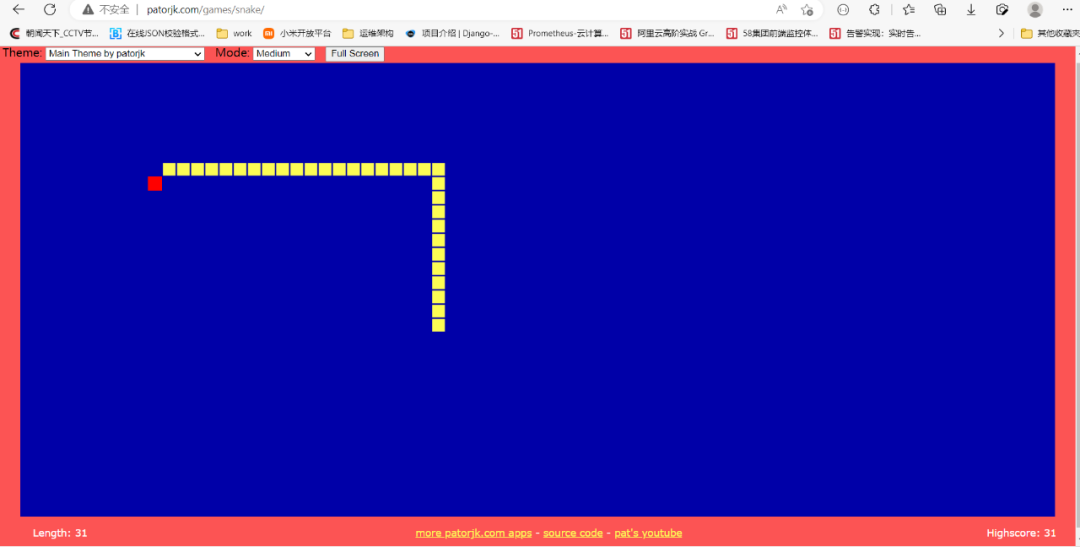 不安全 | patorjk.com/games/snake/
朝闻天下_CCTV节... 在线JSON校验格式... work 小米开放平台 运维架构 项目介绍 | Django-... Prometheus-云计算... 阿里云高阶实战 Gr... 58集团前端监控体... 告警实现：实时告... 其他收藏夹
Theme: Main Theme by patorjk Mode: Medium Full Screen
Length: 31 more patorjk.com apps - source code - pat's youtube Highscore: 31